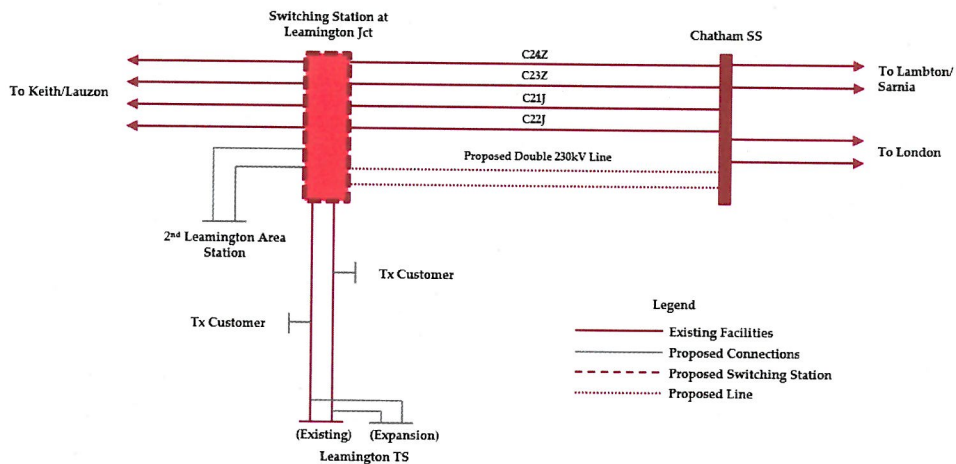 Switching Station at
Leamington Jct
Chatham SS
C24Z
C23Z
C21J
C22J
To Keith/Lauzon
To Lambton/
Sarnia
To London
Proposed Double 230kV Line
2nd Leamington Area
Station
Tx Customer
Tx Customer
Legend
Existing Facilities
Proposed Connections
Proposed Switching Station
Proposed Line
(Existing)
(Expansion)
Leamington TS